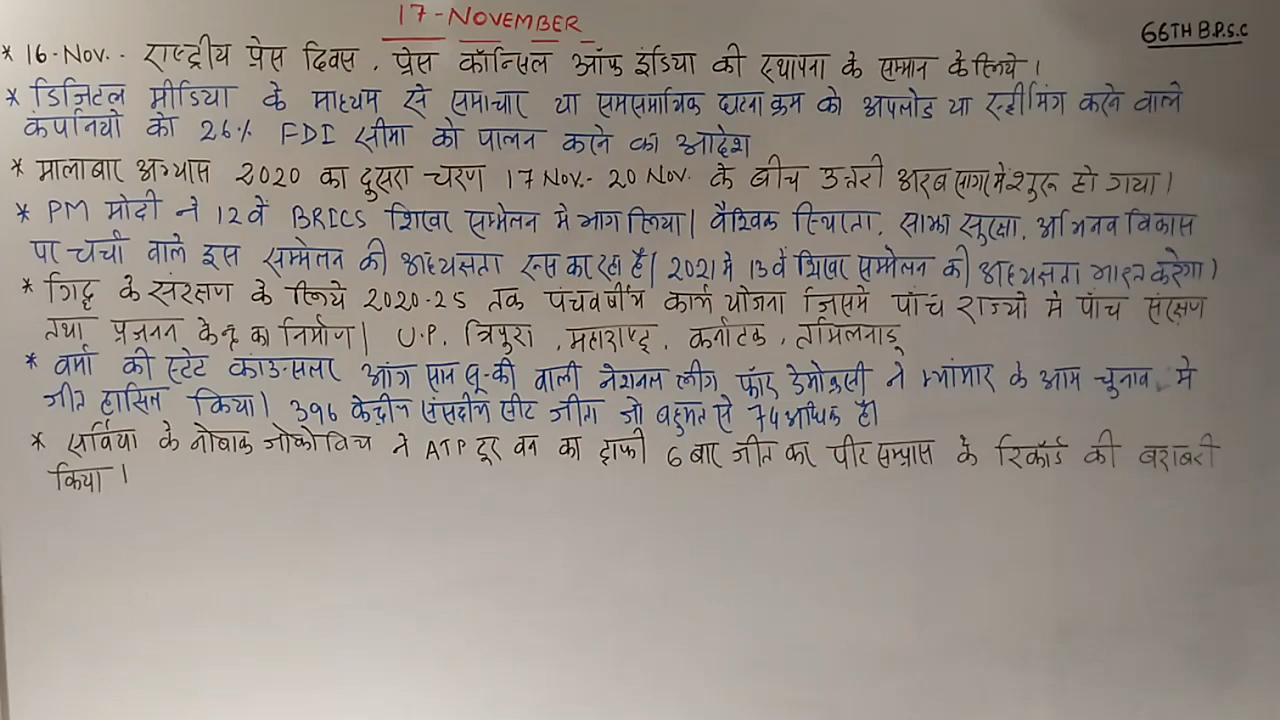 17-NOVEMBER
66TH B.P.S.C
* 16-Nov.- राष्ट्रीय प्रेस दिवस, प्रेस कॉन्सिल ऑफ इंडिया की स्थापना के सम्मान के लिये।
* डिजिटल मीडिया के माध्यम से समाचार या समसमायिक घटना क्रम को अपलोड या स्ट्रीमिंग करने वाले
कंपनियों को 26% FDI सीमा को पालन करने का आदेश
* मालाबार अभ्यास 2020 का दूसरा चरण 17 Nov.- 20 Nov. के बीच उत्तरी अरब सागर में शुरू हो गया।
* PM मोदी ने 12वें BRICS शिखर सम्मेलन में भाग लिया। वैश्विक स्थिरता, साझा सुरक्षा, अभिनव विकास
पर चर्चा वाले इस सम्मेलन की अध्यक्षता रूस कर रहा है। 2021 में 13वें शिखर सम्मेलन की अध्यक्षता भारत करेगा।
* गिद्द के संरक्षण के लिये 2020-25 तक पंचवर्षीय कार्य योजना जिसमें पाँच राज्यों में पाँच संरक्षण
तथा प्रजनन केन्द्र का निर्माण। U.P. त्रिपुरा, महाराष्ट्र, कर्नाटक, तमिलनाडू
* वर्मा की स्टेट काउन्सलर आंग सान सू-की वाली नेशनल लीग फॉर डेमोक्रेसी ने म्यांमार के आम चुनाव में
जीत हासिल किया। 396 केंद्रीय संसदीय सीट जीता जो बहुमत से 74 अधिक है।
* सर्विया के नोवाक जोकोविच ने ATP टूर वन का ट्राफी 6 बार जीत कर पीट सम्प्रास के रिकॉर्ड की बराबरी
किया।